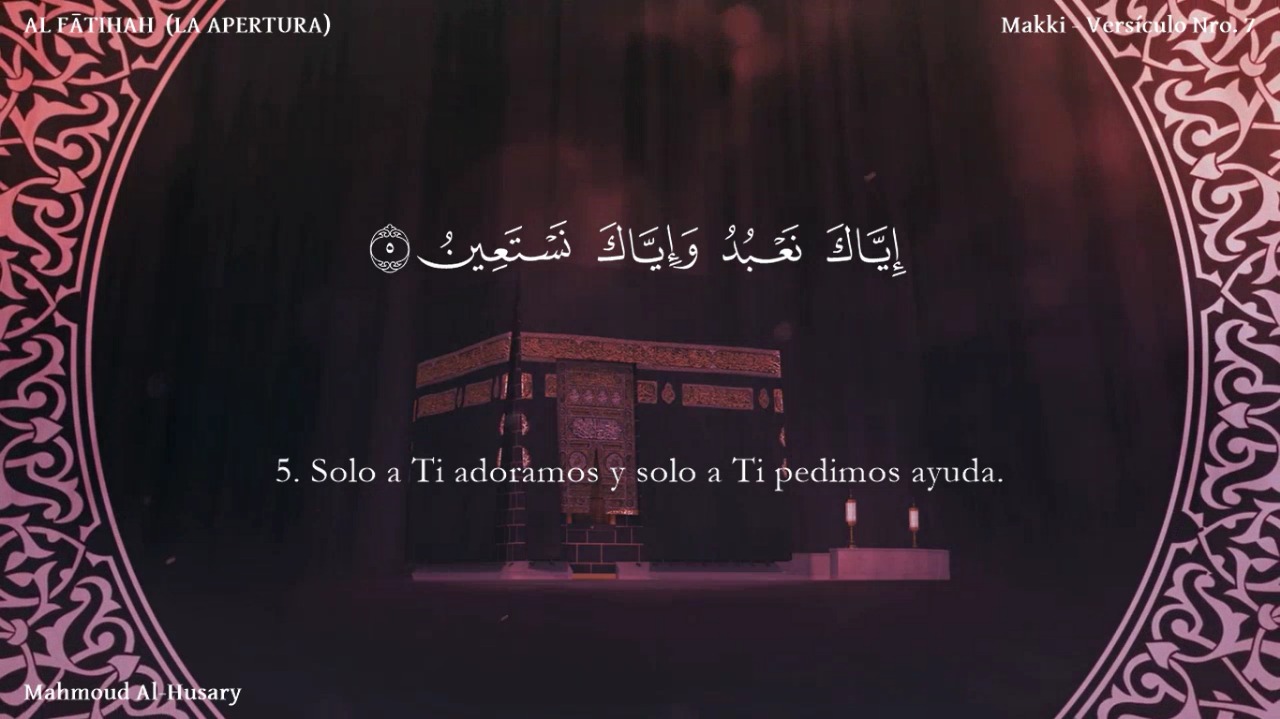 AL FĀTIHAH (LA APERTURA)
Makki - Versículo Nro. 7
إِيَّاكَ نَعْبُدُ وَإِيَّاكَ نَسْتَعِينُ ٥
5. Solo a Ti adoramos y solo a Ti pedimos ayuda.
Mahmoud Al-Husary